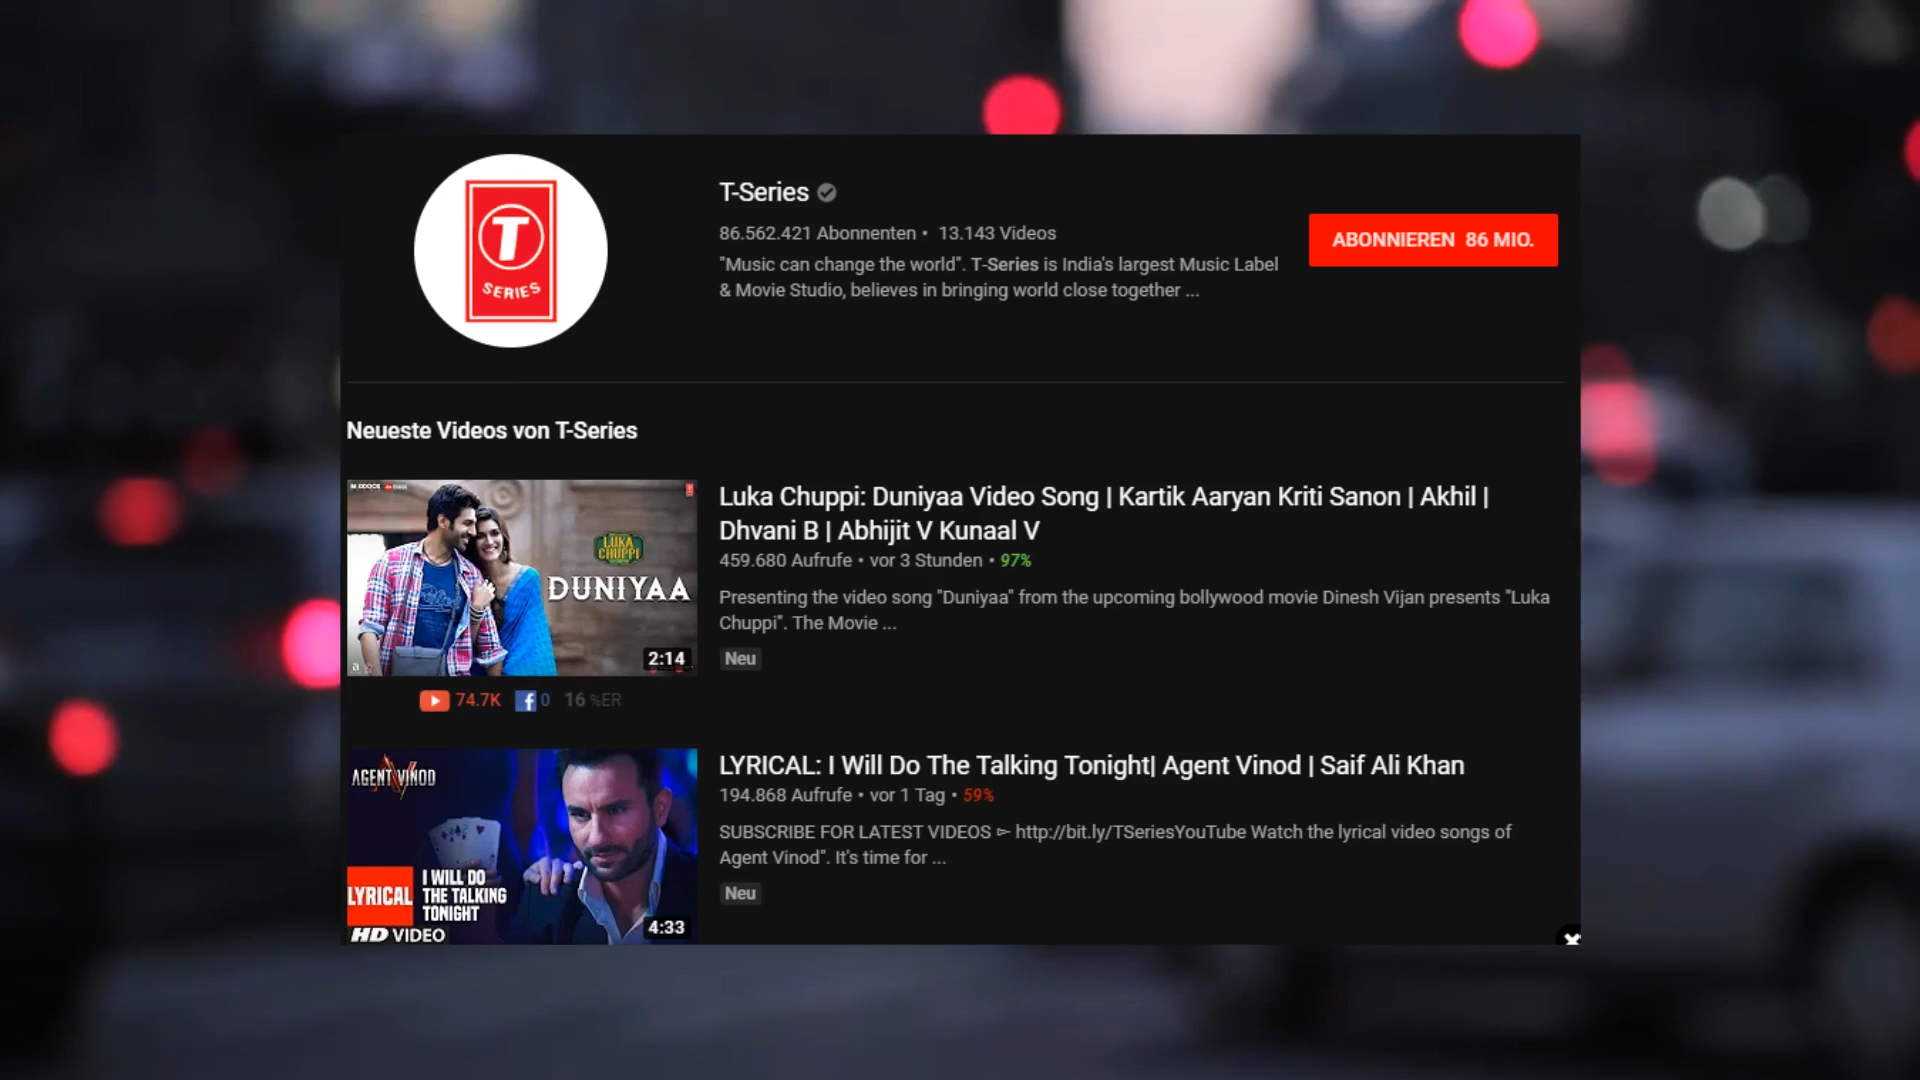 T
SERIES
T-Series
86.562.421 Abonnenten • 13.143 Videos
"Music can change the world". T-Series is India's largest Music Label
& Movie Studio, believes in bringing world close together ...
ABONNIEREN 86 MIO.
Neueste Videos von T-Series
LUKA
CHUPPI
DUNIYAA
2:14
Luka Chuppi: Duniyaa Video Song | Kartik Aaryan Kriti Sanon | Akhil |
Dhvani B | Abhijit V Kunaal V
459.680 Aufrufe • vor 3 Stunden • 97%
Presenting the video song "Duniyaa" from the upcoming bollywood movie Dinesh Vijan presents "Luka
Chuppi". The Movie ...
Neu
74.7K f 0 16 %ER
AGENT VINOD
LYRICAL
I WILL DO
THE TALKING
TONIGHT
HD VIDEO
4:33
LYRICAL: I Will Do The Talking Tonight| Agent Vinod | Saif Ali Khan
194.868 Aufrufe • vor 1 Tag • 59%
SUBSCRIBE FOR LATEST VIDEOS ► http://bit.ly/TSeriesYouTube Watch the lyrical video songs of
Agent Vinod". It's time for ...
Neu